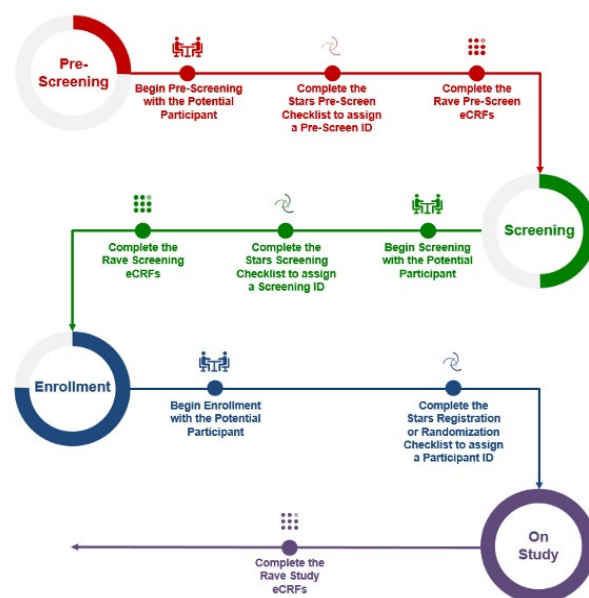 Pre-
Screening
Begin Pre-Screening
with the Potential
Participant
Complete the
Stars Pre-Screen
Checklist to assign
a Pre-Screen ID
Complete the
Rave Pre-Screen
eCRFs
Screening
Begin Screening
with the Potential
Participant
Complete the
Stars Screening
Checklist to assign
a Screening ID
Complete the
Rave Screening
eCRFs
Enrollment
Begin Enrollment
with the Potential
Participant
Complete the
Stars Registration
or Randomization
Checklist to assign
a Participant ID
On
Study
Complete the
Rave Study
eCRFs